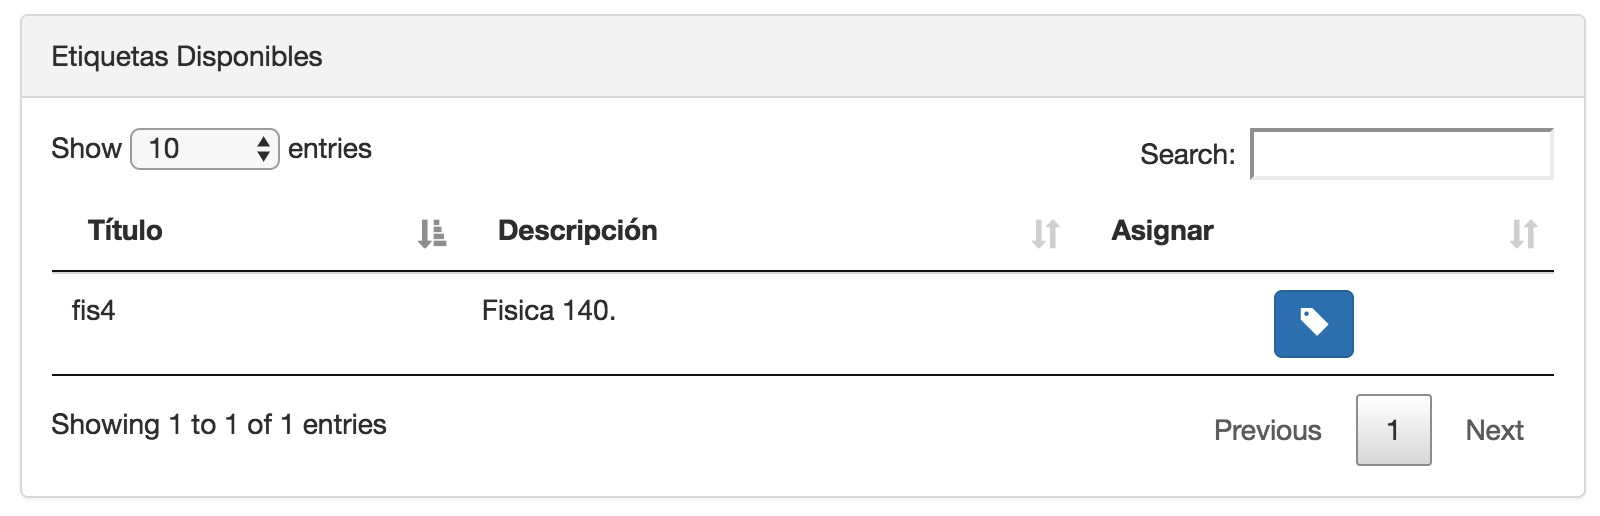 Etiquetas Disponibles
Show 10 entries
Search:
Título Descripción Asignar
fis4 Fisica 140.
Showing 1 to 1 of 1 entries
Previous 1 Next